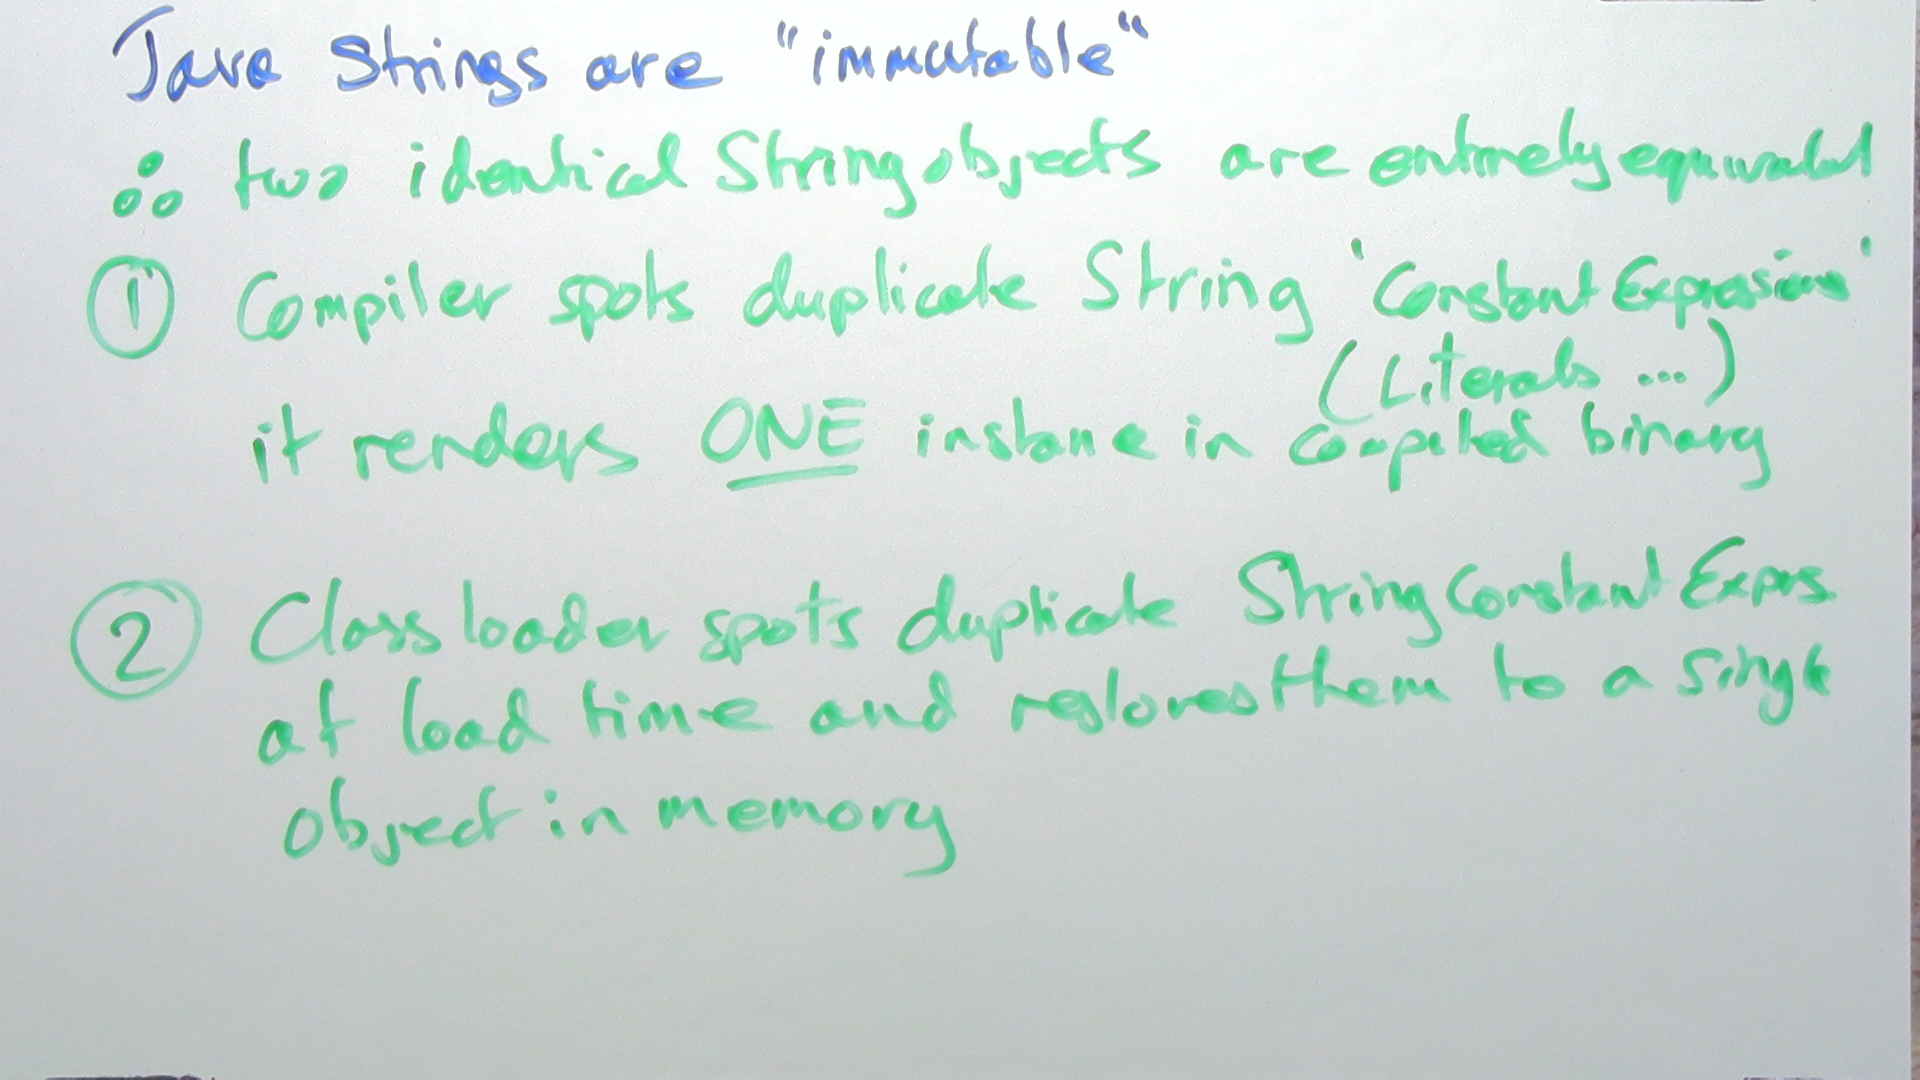 Java Strings are "immutable"
∴ two identical String objects are entirely equivalent
① Compiler spots duplicate String 'Constant Expressions'
(Literals ...)
it renders ONE instance in compiled binary
② Class loader spots duplicate String Constant Exprs.
at load time and restores them to a single
object in memory